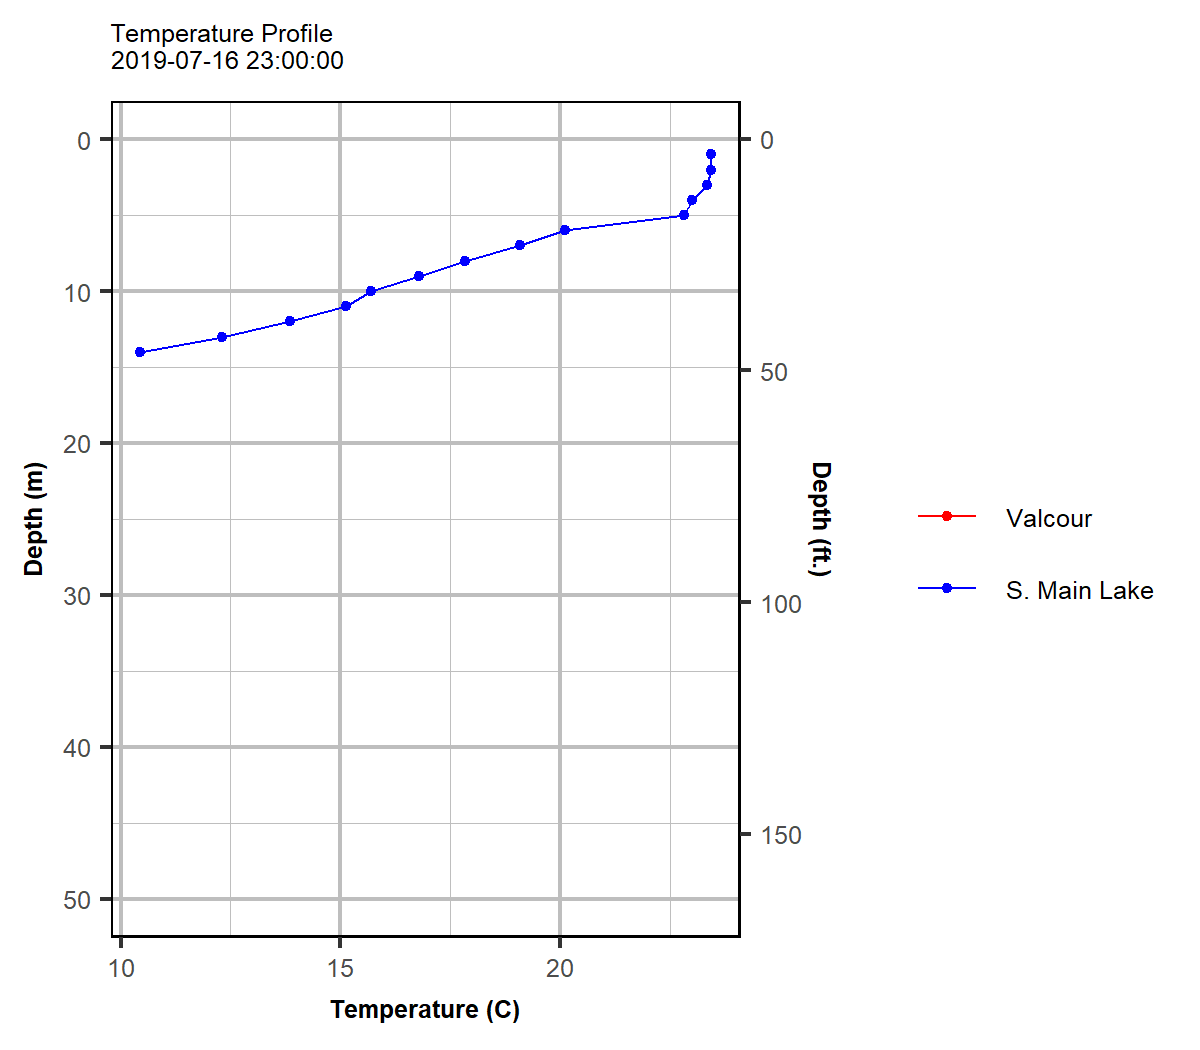 Temperature Profile
2019-07-16 23:00:00
0
10
20
30
40
50
Depth (m)
0
50
100
150
Depth (ft.)
10 15 20
Temperature (C)
Valcour
S. Main Lake